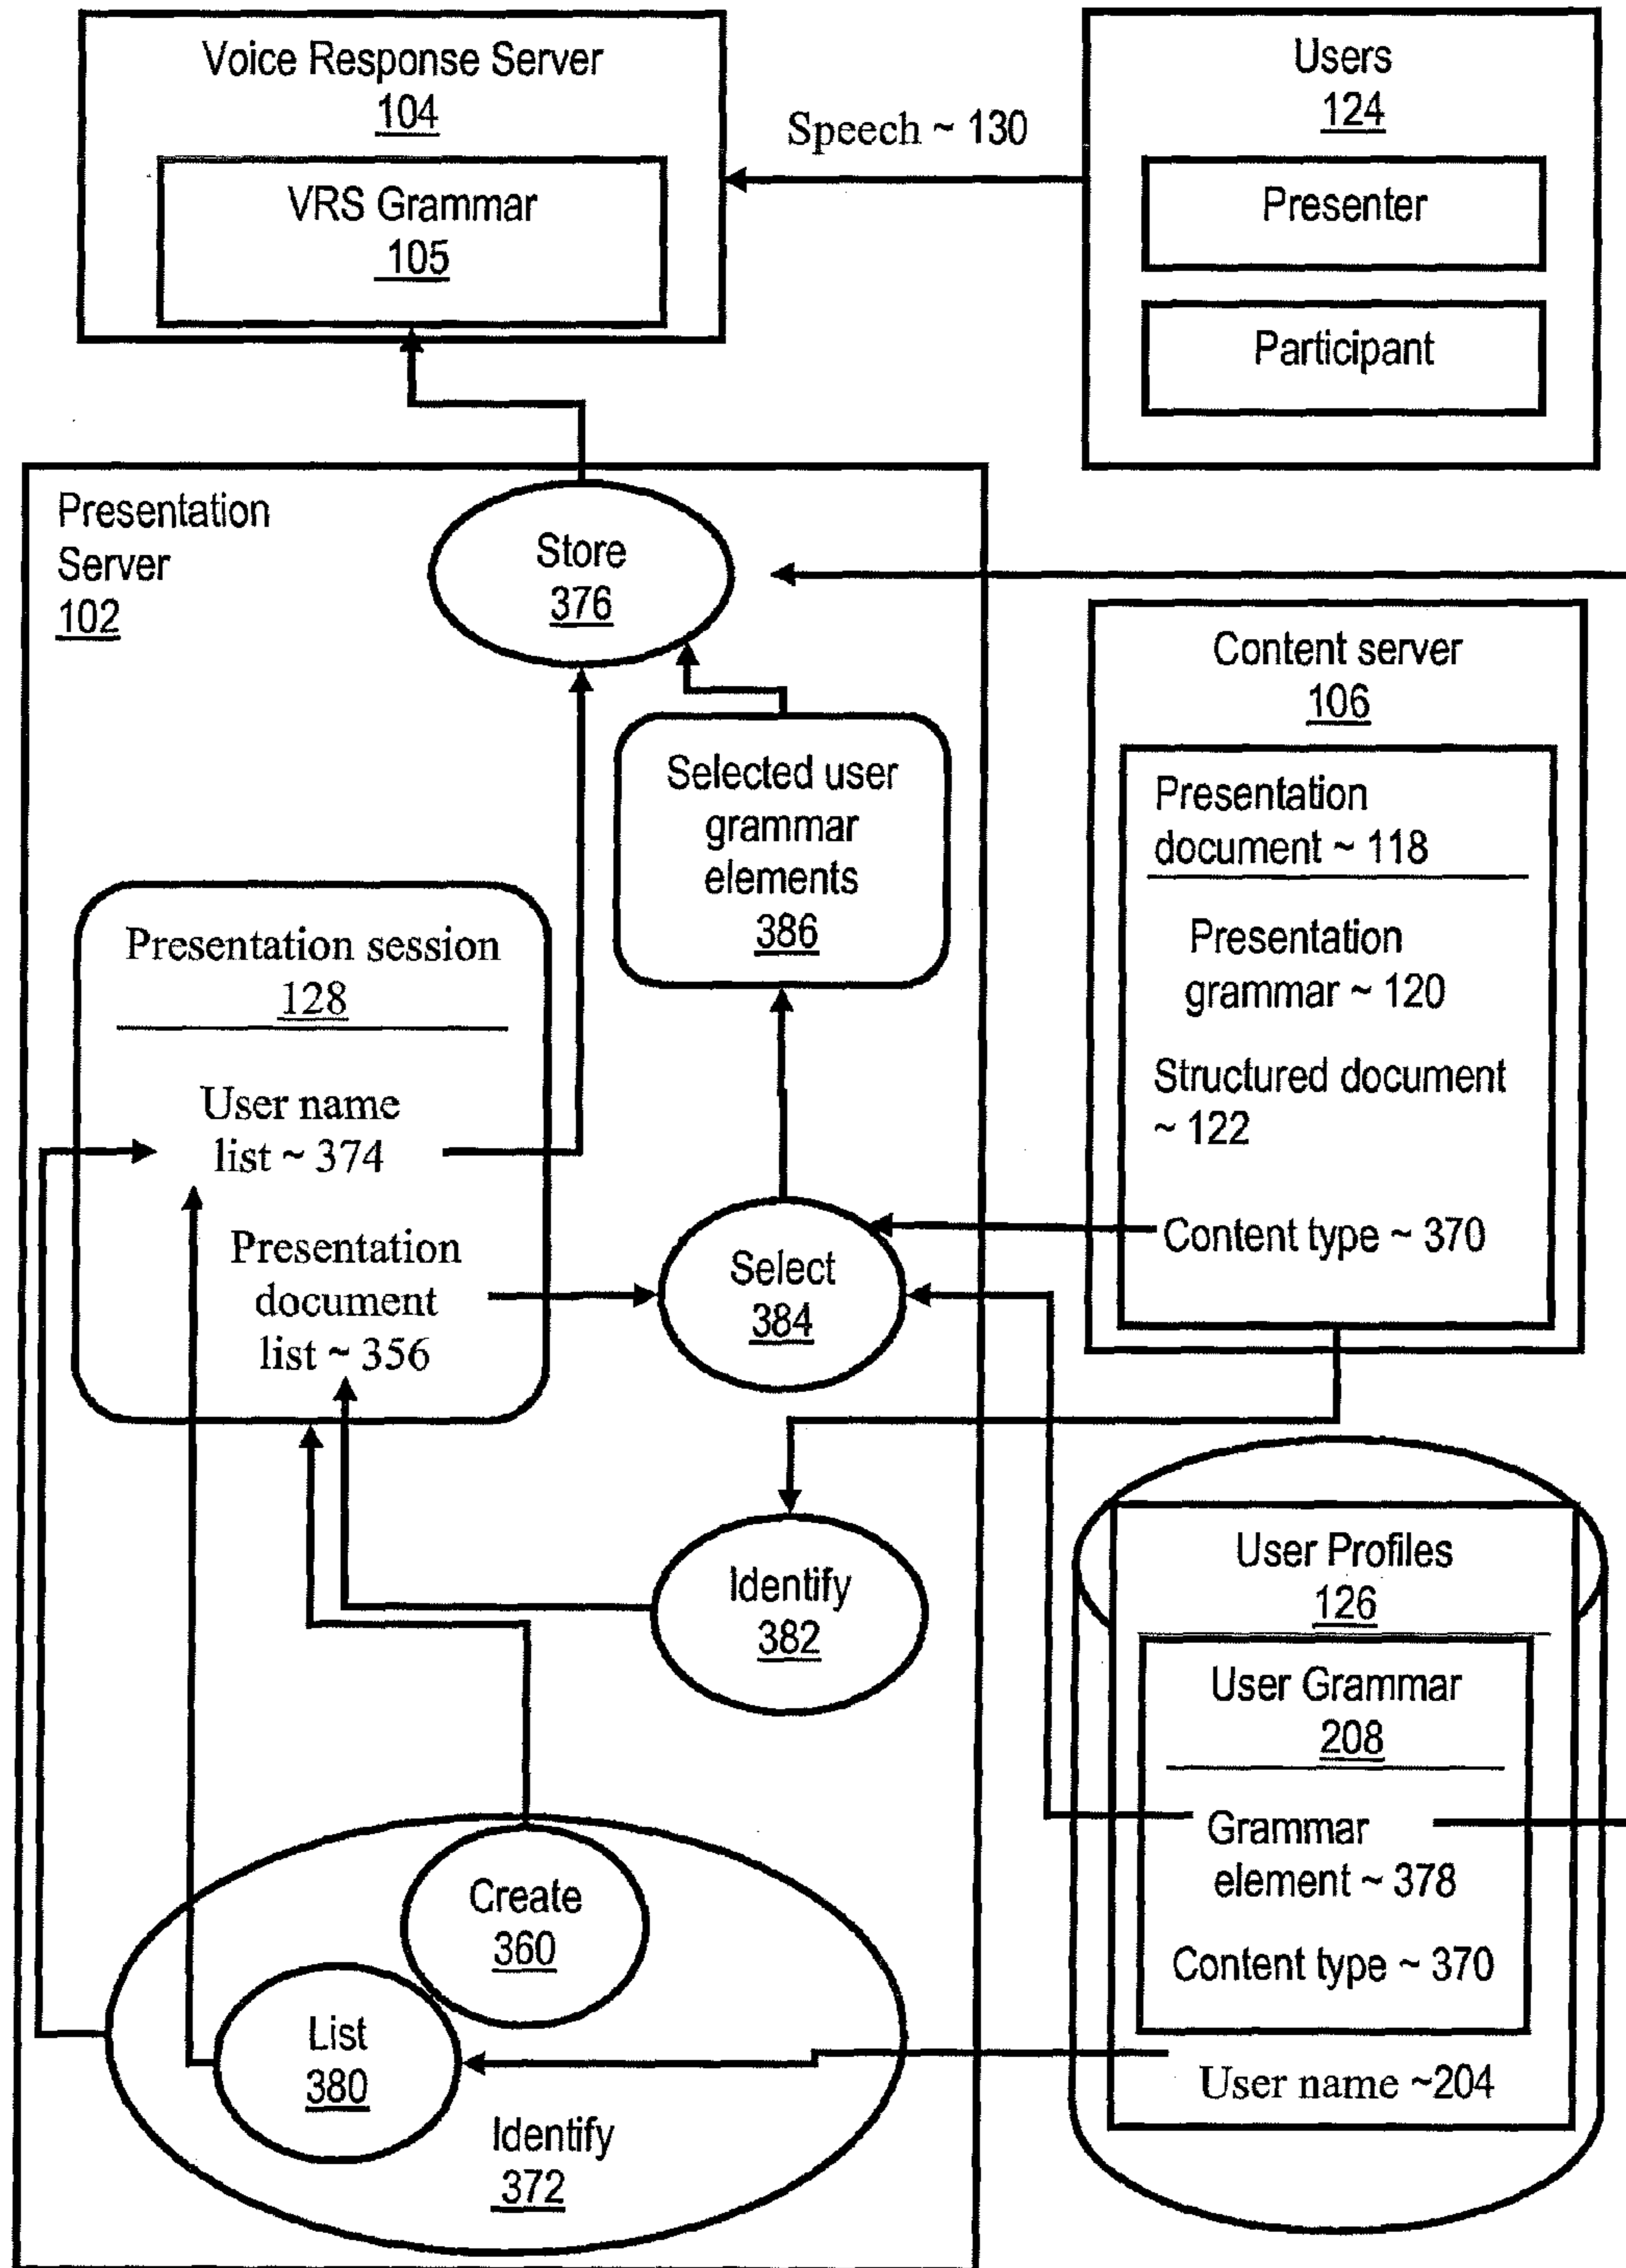 Voice Response Server
104
VRS Grammar
105
Speech ~ 130
Users
124
Presenter
Participant
Presentation
Server
102
Store
376
Selected user
grammar
elements
386
Presentation session
128
User name
list ~ 374
Presentation
document
list ~ 356
Select
384
Identify
382
Create
360
List
380
Identify
372
Content server
106
Presentation
document ~ 118
Presentation
grammar ~ 120
Structured document
~ 122
Content type ~ 370
User Profiles
126
User Grammar
208
Grammar
element ~ 378
Content type ~ 370
User name ~204